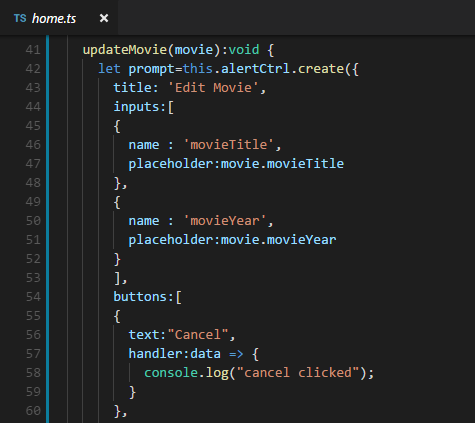 TS home.ts ×
41 updateMovie(movie):void {
42 let prompt=this.alertCtrl.create({
43 title: 'Edit Movie',
44 inputs:[
45 {
46 name : 'movieTitle',
47 placeholder:movie.movieTitle
48 },
49 {
50 name : 'movieYear',
51 placeholder:movie.movieYear
52 }
53 ],
54 buttons:[
55 {
56 text:"Cancel",
57 handler:data => {
58 console.log("cancel clicked");
59 }
60 },